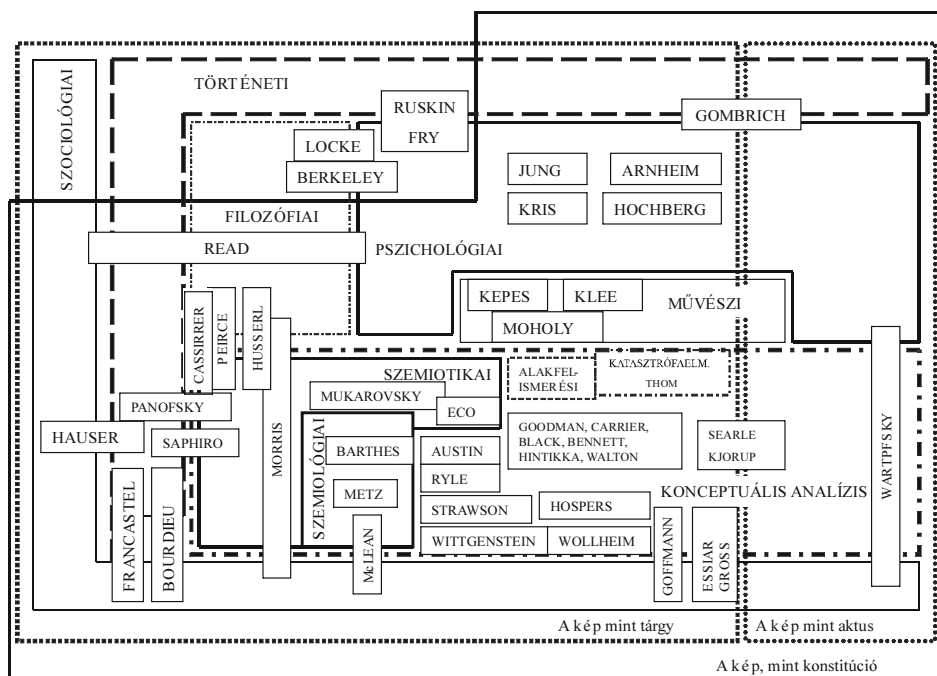 SZOCIOLÓGIAI
TÖRTÉNETI
RUSKIN
FRY
GOMBRICH
LOCKE
BERKELEY
JUNG
ARNHEIM
KRIS
HOCHBERG
FILOZÓFIAI
READ
PSZICHOLÓGIAI
KEPES
KLEE
MŰVÉSZI
MOHOLY
CASSIRRER
PEIRCE
HUSSERL
SZEMIOTIKAI
ALAKFEL-
ISMERÉSI
KATASZTRÓFAELM.
THOM
MUKAROVSKY
ECO
PANOFSKY
HAUSER
SAPHIRO
MORRIS
SZEMIOLÓGIAI
BARTHES
AUSTIN
GOODMAN, CARRIER,
BLACK, BENNETT,
HINTIKKA, WALTON
SEARLE
KJORUP
WARTPFSKY
RYLE
METZ
KONCEPTUÁLIS ANALÍZIS
STRAWSON
HOSPERS
WITTGENSTEIN
WOLLHEIM
FRANCASTEL
BOURDIEU
McLEAN
GOFFMANN
ESSIAR
GROSS
A kép mint tárgy
A kép mint aktus
A kép, mint konstitúció